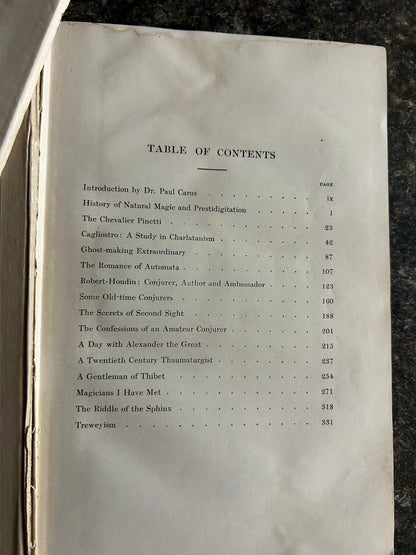 TABLE OF CONTENTS
PAGE
Introduction by Dr. Paul Carus . . . . . . . ix
History of Natural Magic and Prestidigitation . . . . . 1
The Chevalier Pinetti . . . . . . . . . 23
Cagliostro: A Study in Charlatanism . . . . . . 42
Ghost-making Extraordinary . . . . . . . . 87
The Romance of Automata . . . . . . . . 107
Robert-Houdin: Conjurer, Author and Ambassador . . . . 123
Some Old-time Conjurers . . . . . . . . 160
The Secrets of Second Sight . . . . . . . . 188
The Confessions of an Amateur Conjurer . . . . . . 201
A Day with Alexander the Great . . . . . . . 215
A Twentieth Century Thaumaturgist . . . . . . 237
A Gentleman of Thibet . . . . . . . . . 254
Magicians I Have Met . . . . . . . . . 271
The Riddle of the Sphinx . . . . . . . . 318
Treweyism . . . . . . . . . . . 331